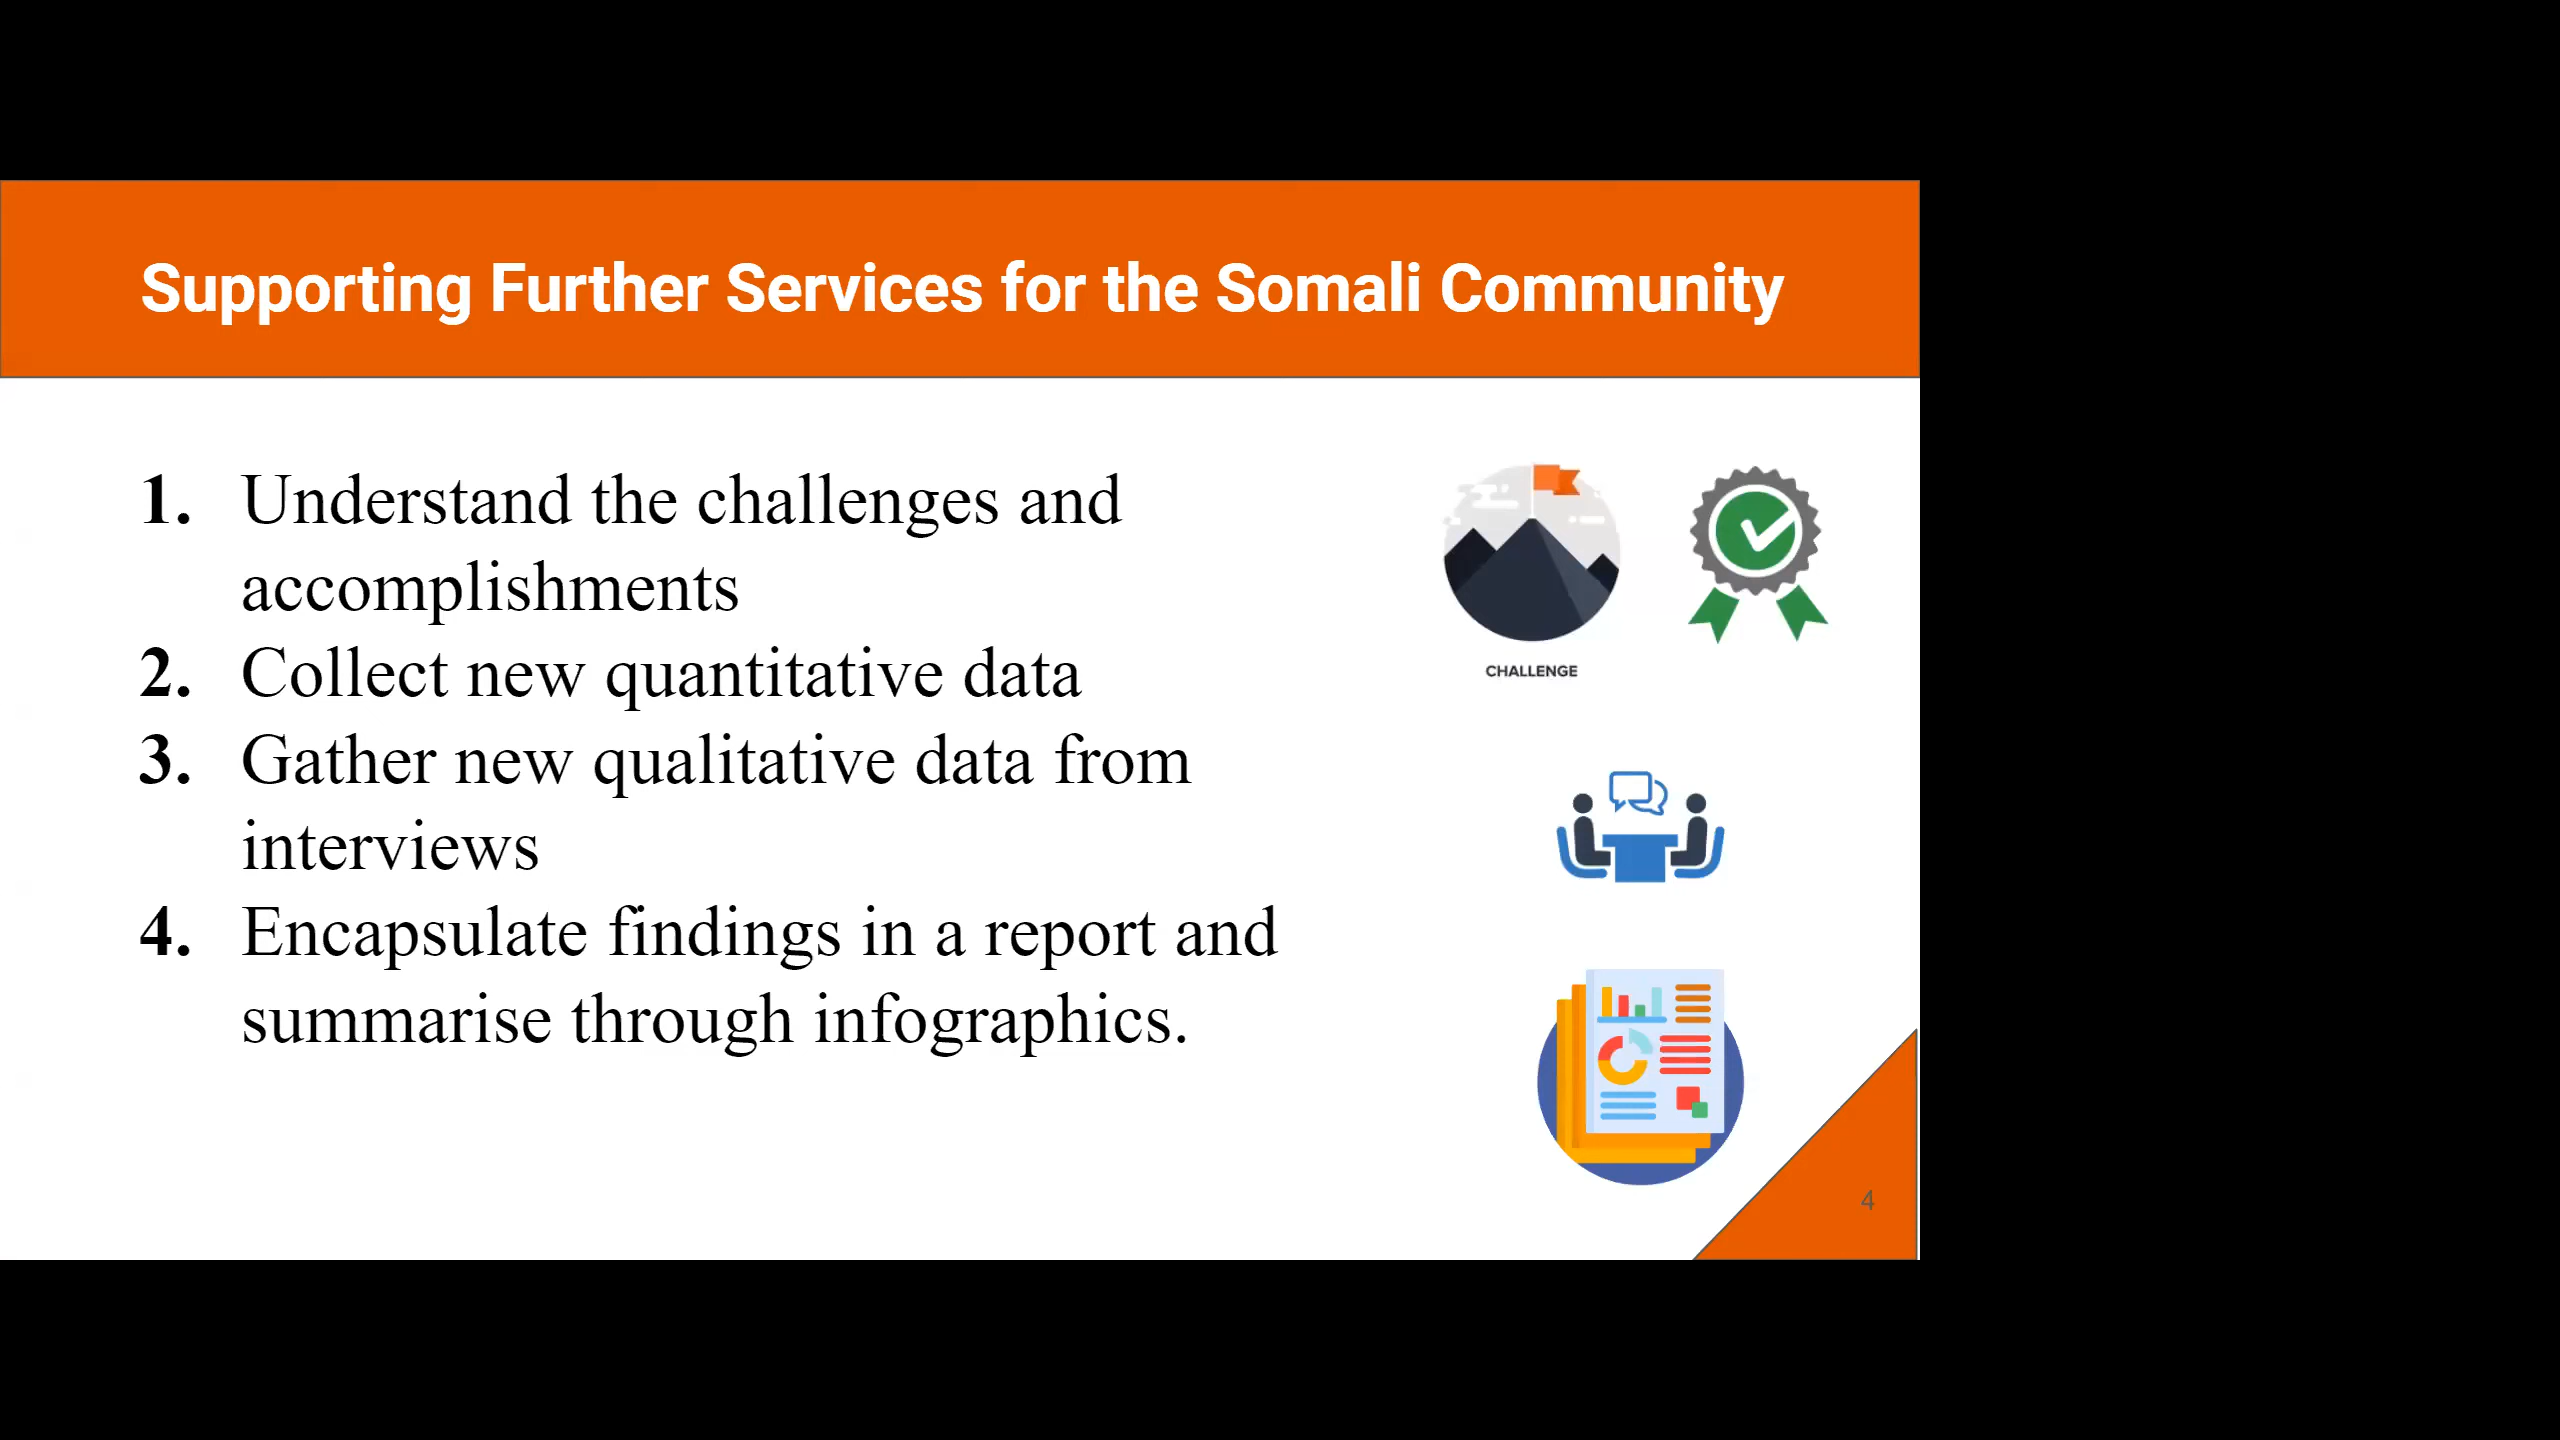 Supporting Further Services for the Somali Community
1. Understand the challenges and
accomplishments
2. Collect new quantitative data
3. Gather new qualitative data from
interviews
4. Encapsulate findings in a report and
summarise through infographics.
CHALLENGE
4